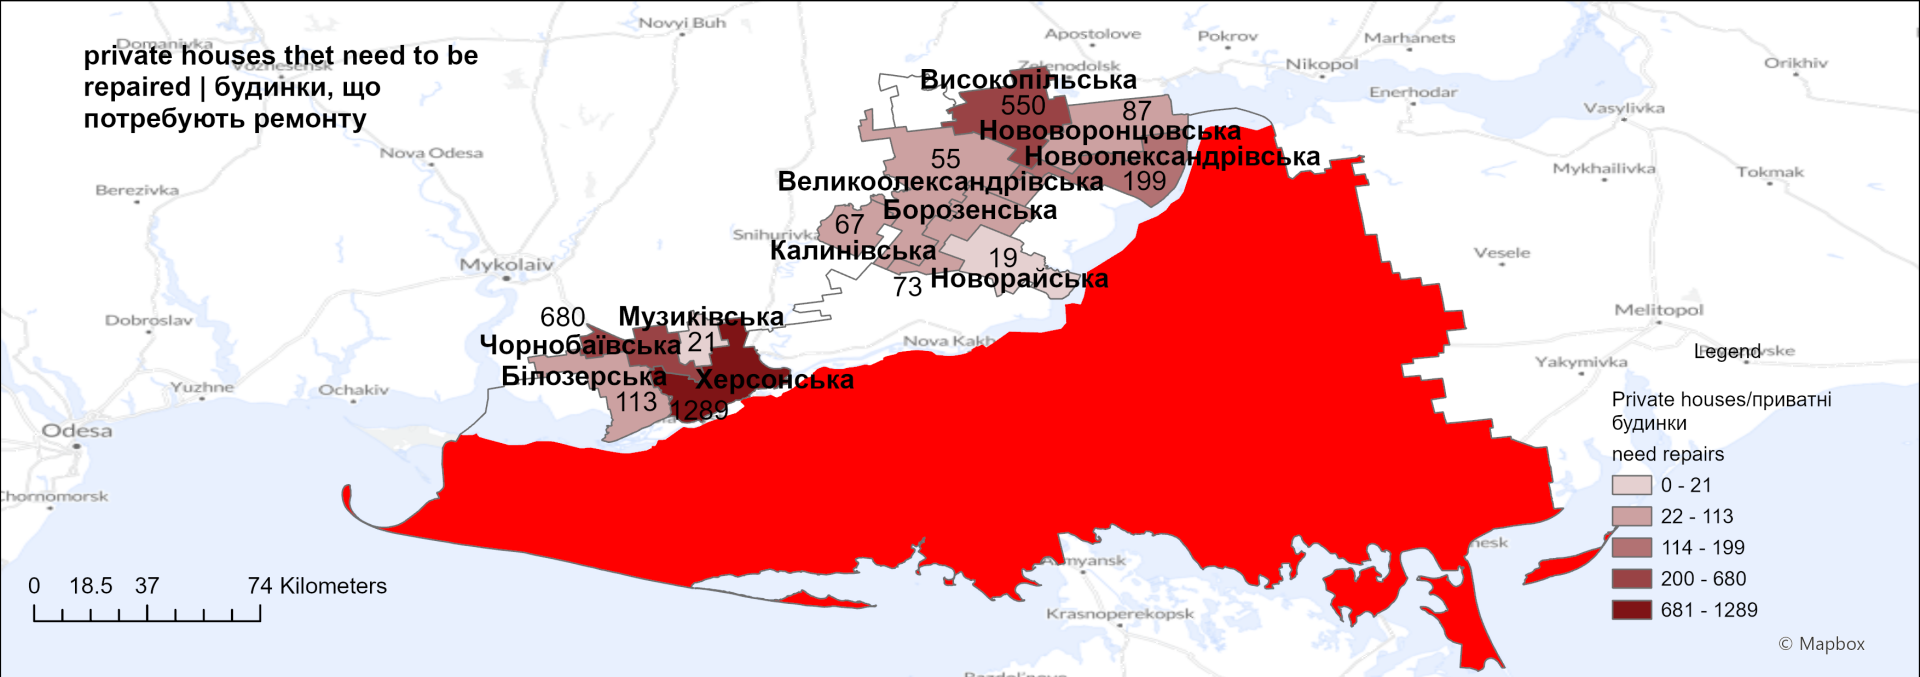 private houses thet need to be
repaired | будинки, що
потребують ремонту
Domanivka
Voznesensk
Novyi Buh
Apostolove
Pokrov
Marhanets
Zelenodolsk
Nikopol
Orikhiv
Enerhodar
Vasylivka
Високопільська
550
87
Нововоронцовська
Новоолександрівська
199
55
Великоолександрівська
Борозенська
67
Калинівська
19
Новорайська
73
Nova Odesa
Berezivka
Snihurivka
Mykhailivka
Tokmak
Vesele
Mykolaiv
Melitopol
Dobroslav
680
Музиківська
Чорнобаївська
21
Білозерська
Херсонська
113
1289
Nova Kakh
Yakymivka
Yuzhne
Ochakiv
Odesa
Chornomorsk
Armyansk
Krasnoperekopsk
Legend
Private houses/приватні
будинки
need repairs
0 - 21
22 - 113
114 - 199
200 - 680
681 - 1289
0 18.5 37 74 Kilometers
© Mapbox